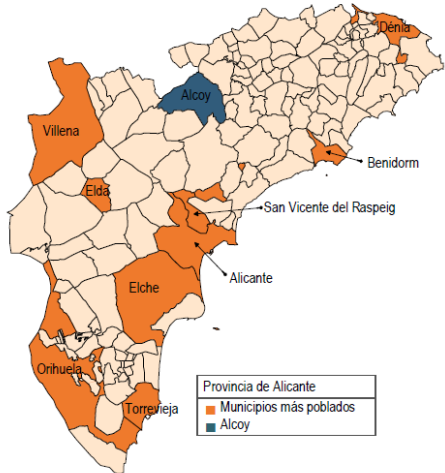 Dénia
Alcoy
Villena
Benidorm
Elda
San Vicente del Raspeig
Alicante
Elche
Orihuela
Torrevieja
Provincia de Alicante
Municipios más poblados
Alcoy